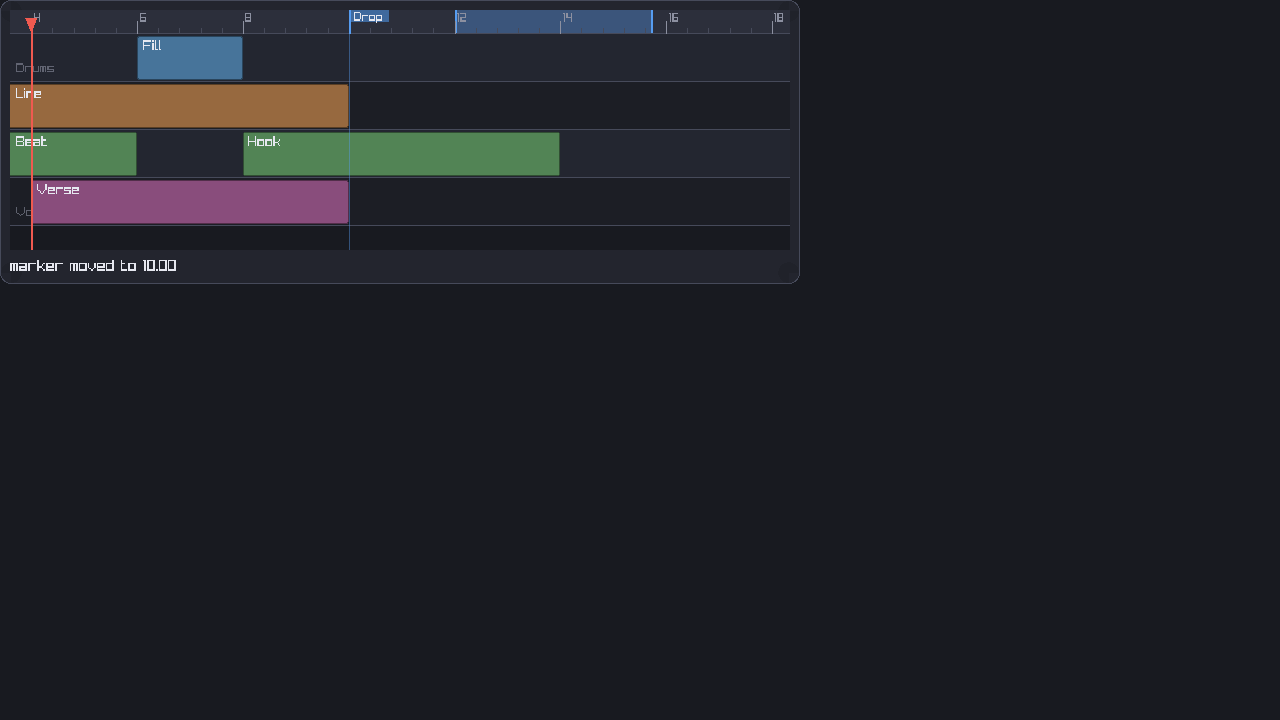 4 6 8 Drop 12 14 16 18
Fill
Drums
Line
Beat Hook
Verse
marker moved to 10.00